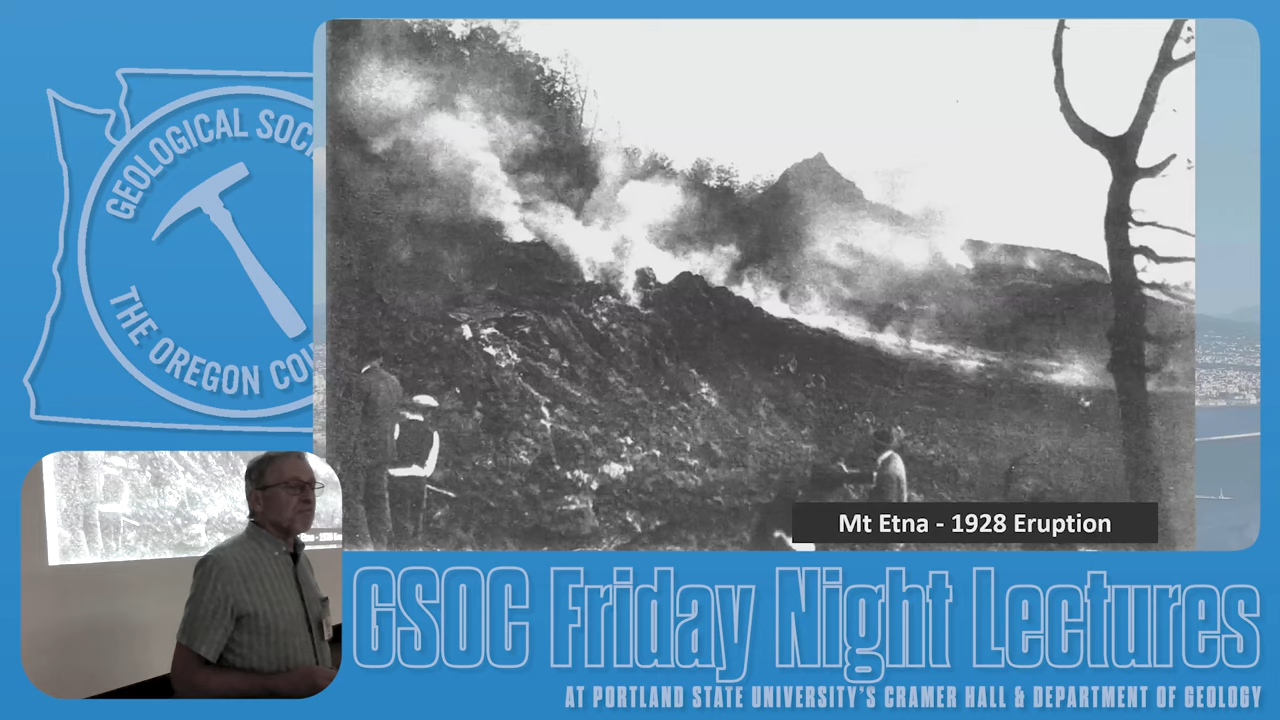 GEOLOGICAL SOC
THE OREGON COU
Mt Etna - 1928 Eruption
GSOC Friday Night Lectures
AT PORTLAND STATE UNIVERSITY'S CRAMER HALL & DEPARTMENT OF GEOLOGY